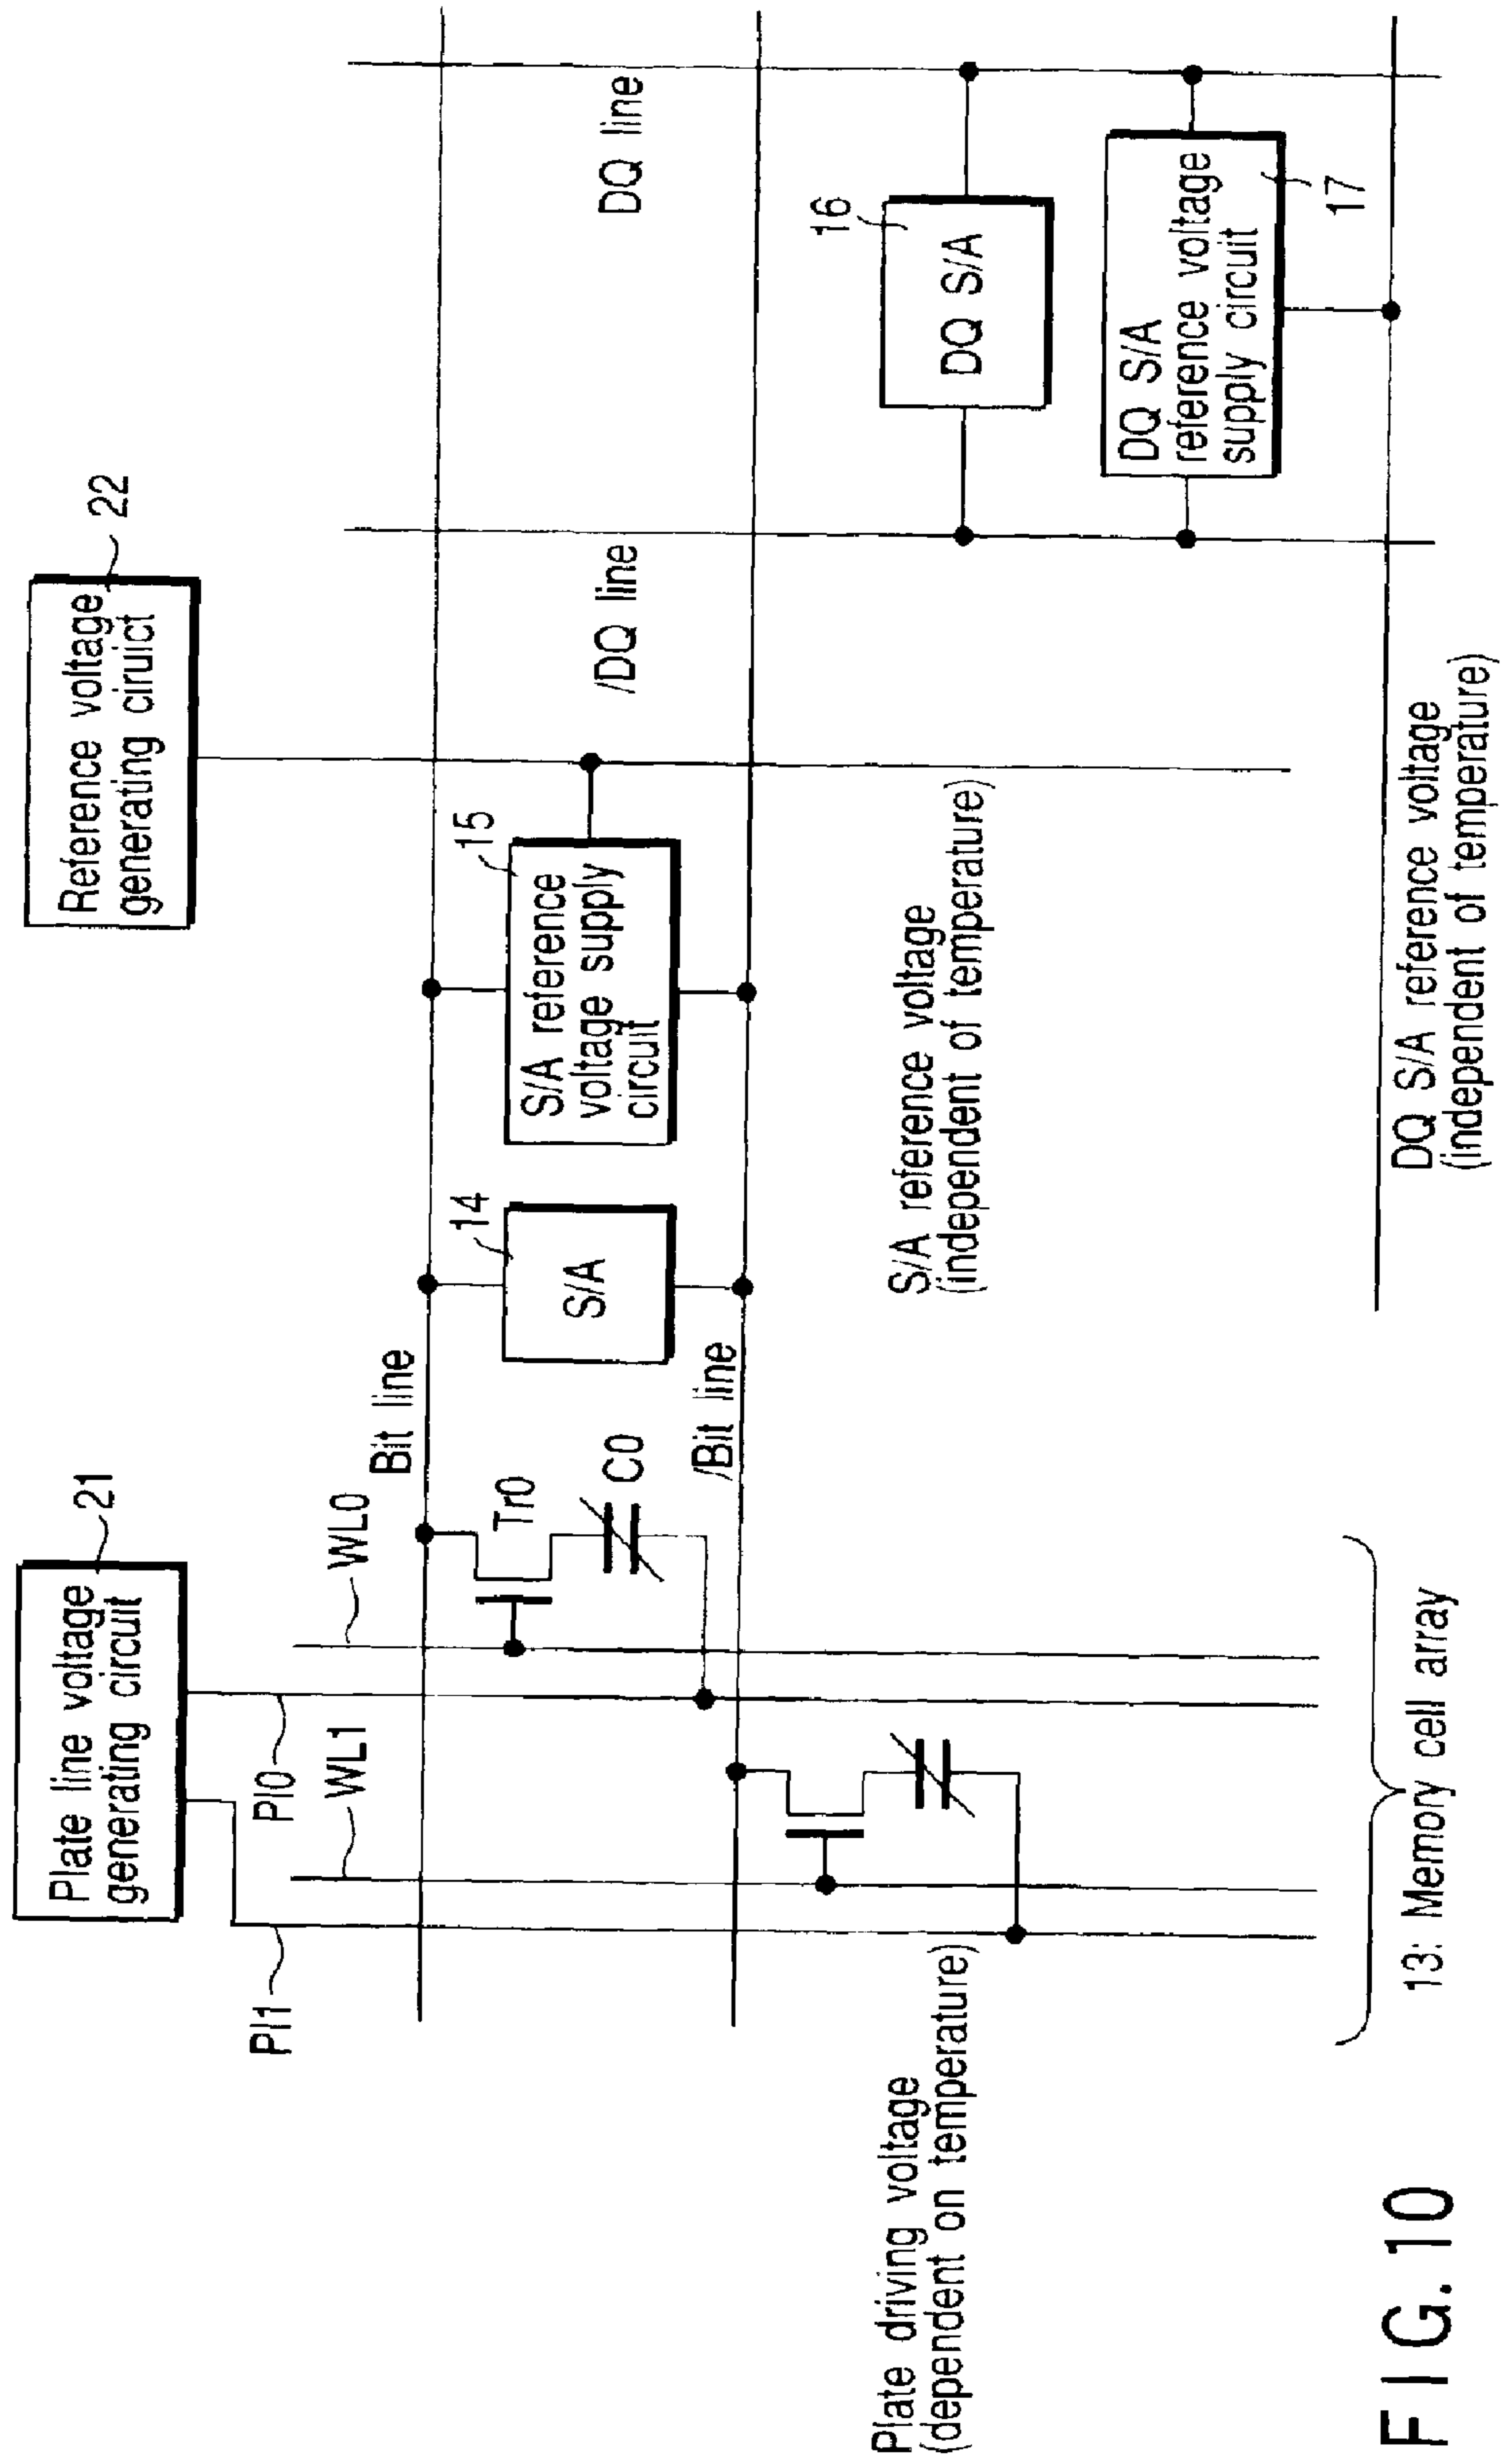 Plate line voltage
generating circuit
21
Reference voltage
generating ciruict
22
Pl1
Pl0
WL1
WL0
Bit line
Tr0
C0
/Bit line
14
S/A
15
S/A reference
voltage supply
circuit
/DQ line
DQ line
16
DQ S/A
DQ S/A
reference voltage
supply circuit
17
Plate driving voltage
(dependent on temperature)
S/A reference voltage
(independent of temperature)
DQ S/A reference voltage
(independent of temperature)
13: Memory cell array
FIG. 10